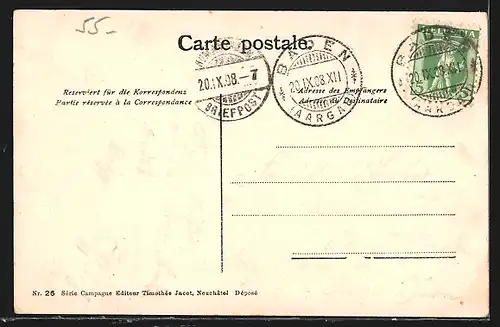 55-
Carte postale.
HELVETIA
20.IX.08.-7
BRIEFPOST
BADEN
20.IX.08.XII
(AARGAU)
Reserviert für die Korrespondenz
Partie réservée à la Correspondance
Adresse des Empfängers
Adresse du destinataire
BADEN
(AARGAU)
Nr. 26 Série Campagne Editeur Timothée Jacot, Neuchâtel Déposé